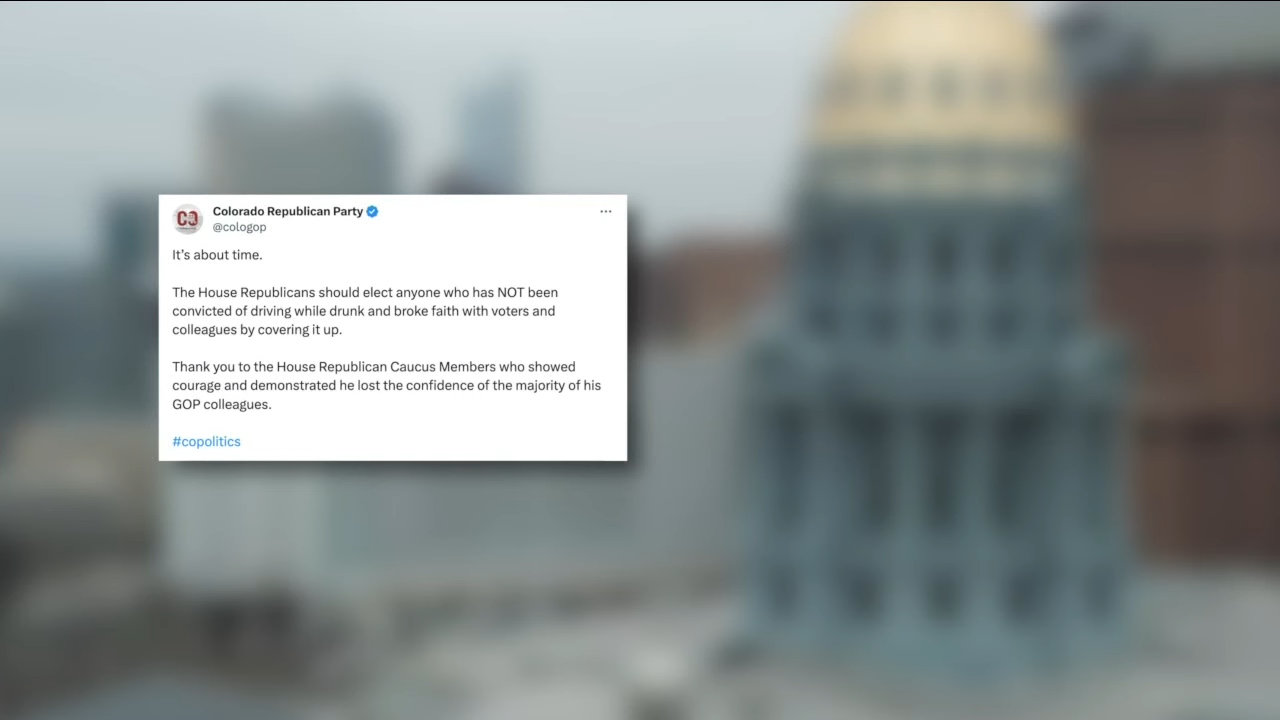 Colorado Republican Party
@cologop
It’s about time.
The House Republicans should elect anyone who has NOT been
convicted of driving while drunk and broke faith with voters and
colleagues by covering it up.
Thank you to the House Republican Caucus Members who showed
courage and demonstrated he lost the confidence of the majority of his
GOP colleagues.
#copolitics